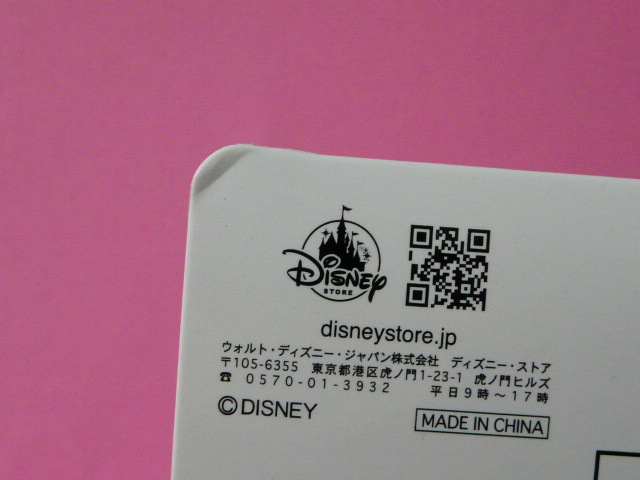 Disney
STORE
disneystore.jp
ウォルト・ディズニー・ジャパン株式会社 ディズニー・ストア
〒105-6355 東京都港区虎ノ門1-23-1 虎ノ門ヒルズ
☎ 0570-01-3932 平日9時～17時
©DISNEY
MADE IN CHINA